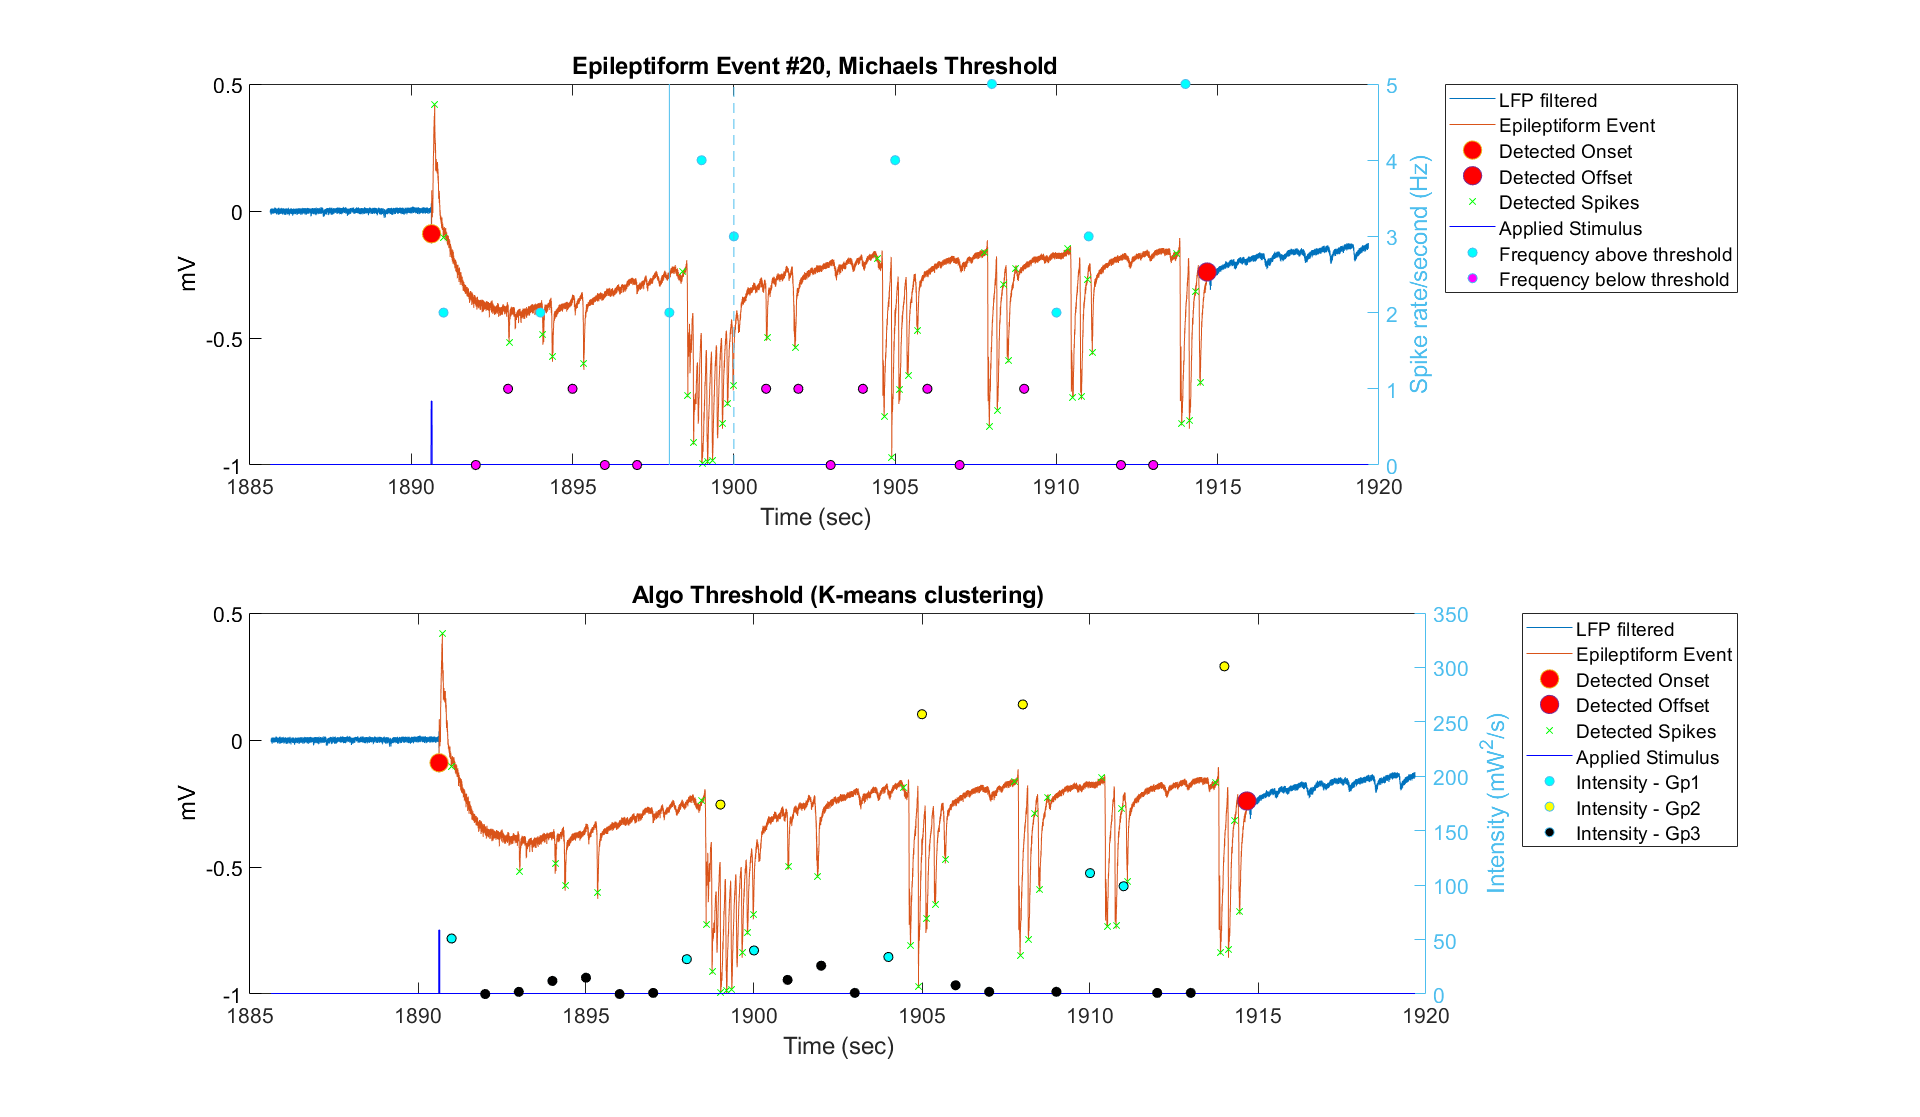 Epileptiform Event #20, Michaels Threshold
0.5
0
-0.5
-1
mV
1885
1890
1895
1900
1905
1910
1915
1920
Time (sec)
5
4
3
2
1
0
Spike rate/second (Hz)
LFP filtered
Epileptiform Event
Detected Onset
Detected Offset
Detected Spikes
Applied Stimulus
Frequency above threshold
Frequency below threshold
Algo Threshold (K-means clustering)
0.5
0
-0.5
-1
mV
1885
1890
1895
1900
1905
1910
1915
1920
Time (sec)
350
300
250
200
150
100
50
0
Intensity (mW²/s)
LFP filtered
Epileptiform Event
Detected Onset
Detected Offset
Detected Spikes
Applied Stimulus
Intensity - Gp1
Intensity - Gp2
Intensity - Gp3